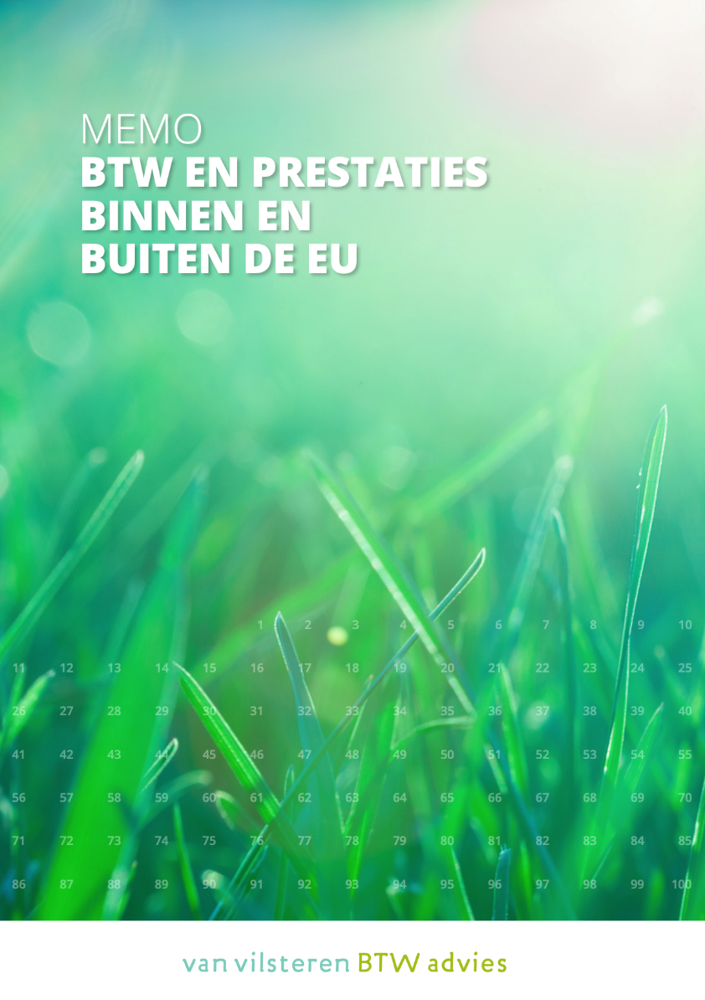 MEMO
BTW EN PRESTATIES
BINNEN EN
BUITEN DE EU
1 2 3 4 5 6 7 8 9 10
11 12 13 14 15 16 17 18 19 20 21 22 23 24 25
26 27 28 29 30 31 32 33 34 35 36 37 38 39 40
41 42 43 44 45 46 47 48 49 50 51 52 53 54 55
56 57 58 59 60 61 62 63 64 65 66 67 68 69 70
71 72 73 74 75 76 77 78 79 80 81 82 83 84 85
86 87 88 89 90 91 92 93 94 95 96 97 98 99 100
van vilsteren BTW advies